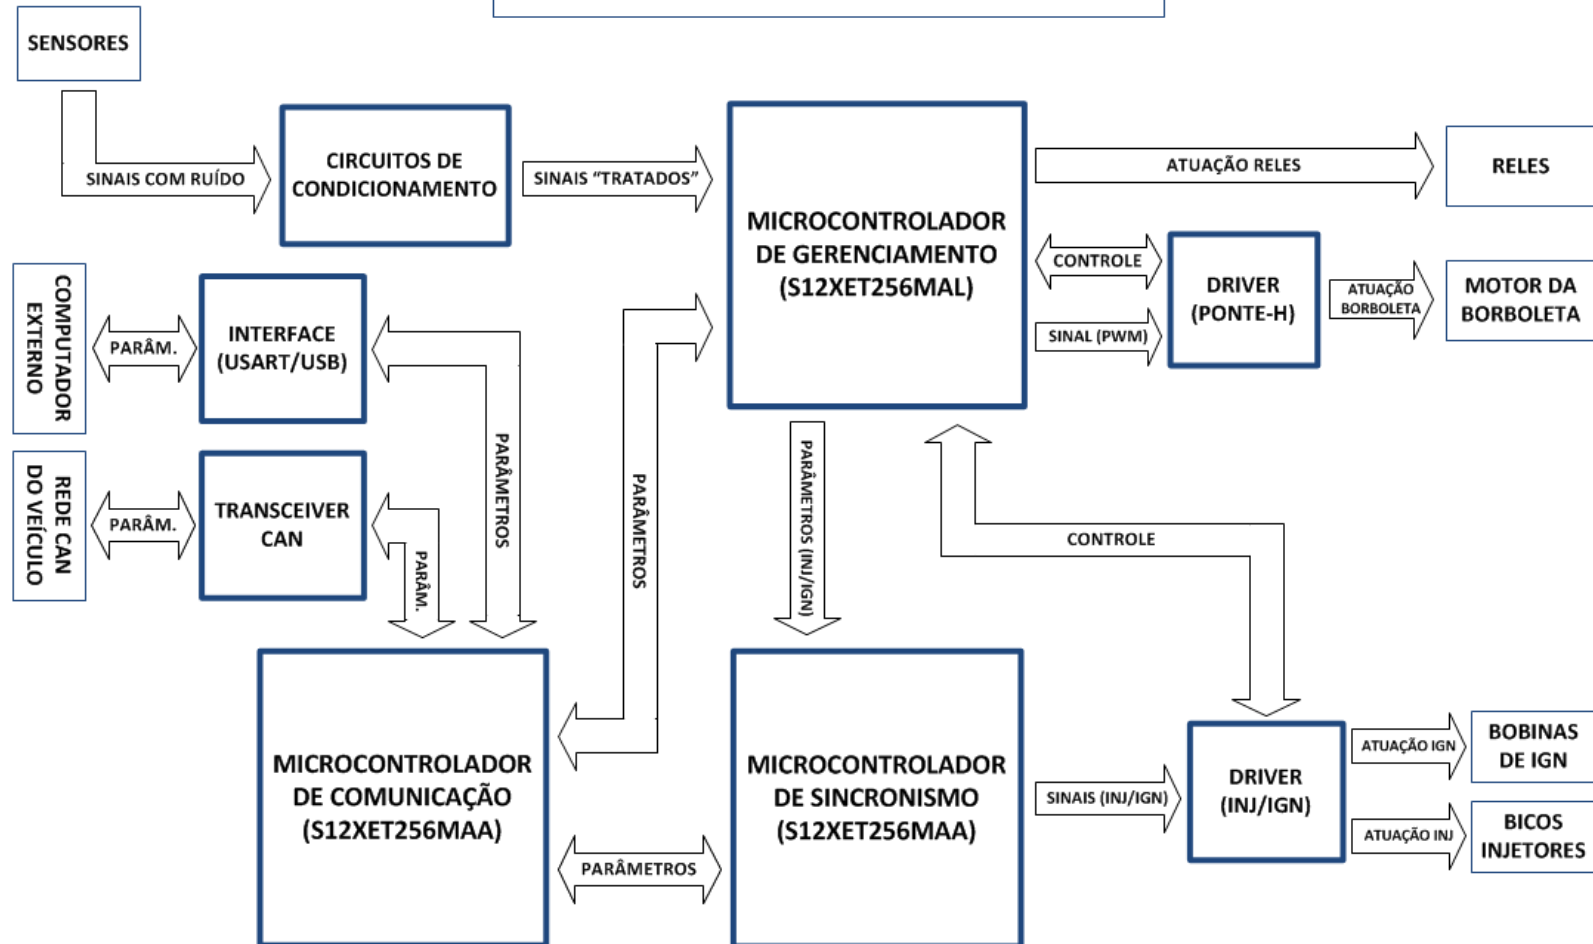 SENSORES
SINAIS COM RUÍDO
CIRCUITOS DE
CONDICIONAMENTO
SINAIS “TRATADOS”
MICROCONTROLADOR
DE GERENCIAMENTO
(S12XET256MAL)
ATUAÇÃO RELES
RELES
CONTROLE
SINAL (PWM)
DRIVER
(PONTE-H)
ATUAÇÃO
BORBOLETA
MOTOR DA
BORBOLETA
COMPUTADOR
EXTERNO
PARÂM.
INTERFACE
(USART/USB)
PARÂMETROS
REDE CAN
DO VEÍCULO
PARÂM.
TRANSCEIVER
CAN
PARÂM.
PARÂMETROS
PARÂMETROS (INJ/IGN)
CONTROLE
MICROCONTROLADOR
DE COMUNICAÇÃO
(S12XET256MAA)
PARÂMETROS
MICROCONTROLADOR
DE SINCRONISMO
(S12XET256MAA)
SINAIS (INJ/IGN)
DRIVER
(INJ/IGN)
ATUAÇÃO IGN
BOBINAS
DE IGN
ATUAÇÃO INJ
BICOS
INJETORES